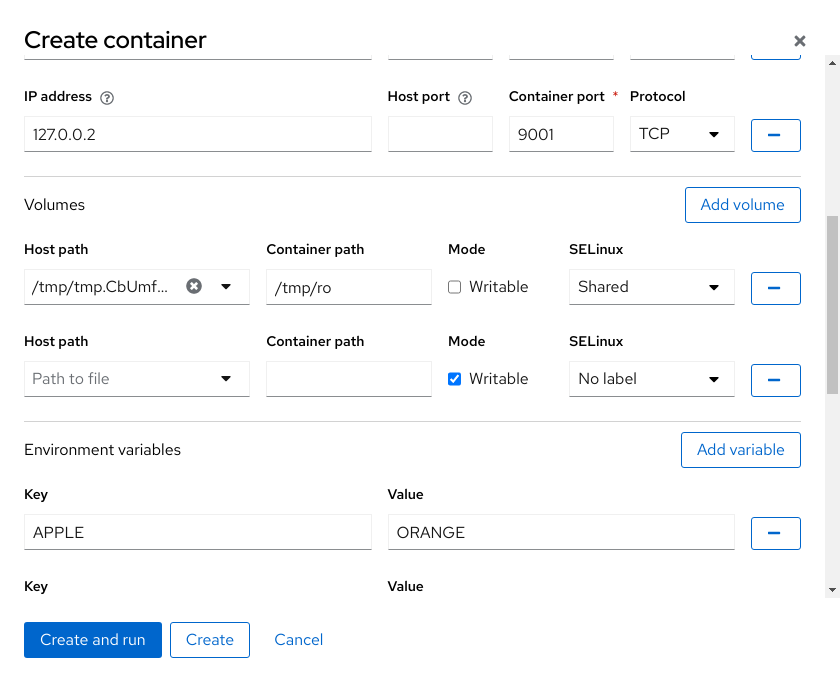 Create container
IP address Host port Container port * Protocol
127.0.0.2 9001 TCP
Volumes Add volume
Host path Container path Mode SELinux
/tmp/tmp.CbUmf... /tmp/ro Writable Shared
Host path Container path Mode SELinux
Path to file Writable No label
Environment variables Add variable
Key Value
APPLE ORANGE
Key Value
Create and run Create Cancel